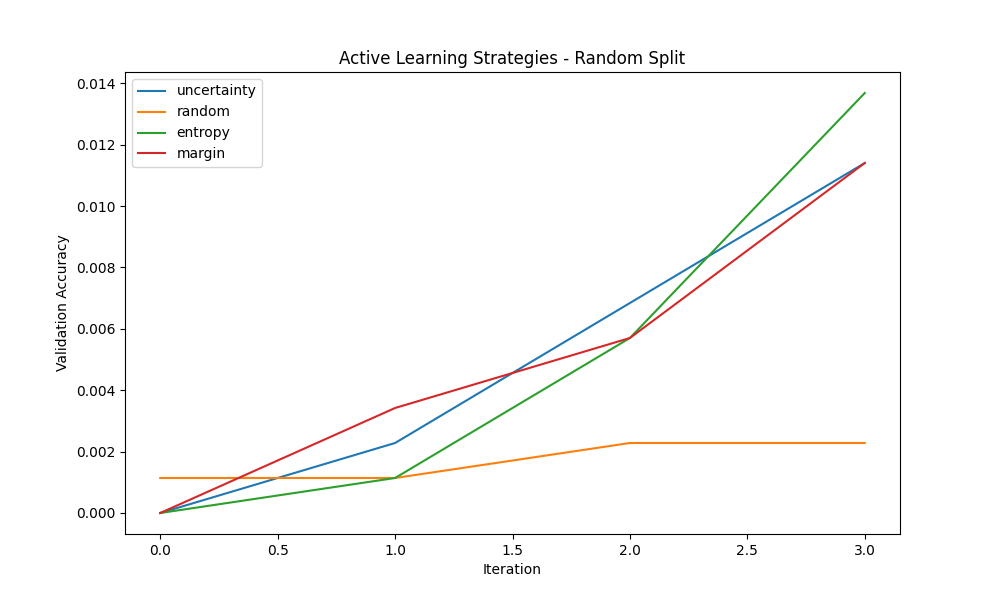 Active Learning Strategies - Random Split
uncertainty
random
entropy
margin
Validation Accuracy
0.014
0.012
0.010
0.008
0.006
0.004
0.002
0.000
0.0
0.5
1.0
1.5
2.0
2.5
3.0
Iteration